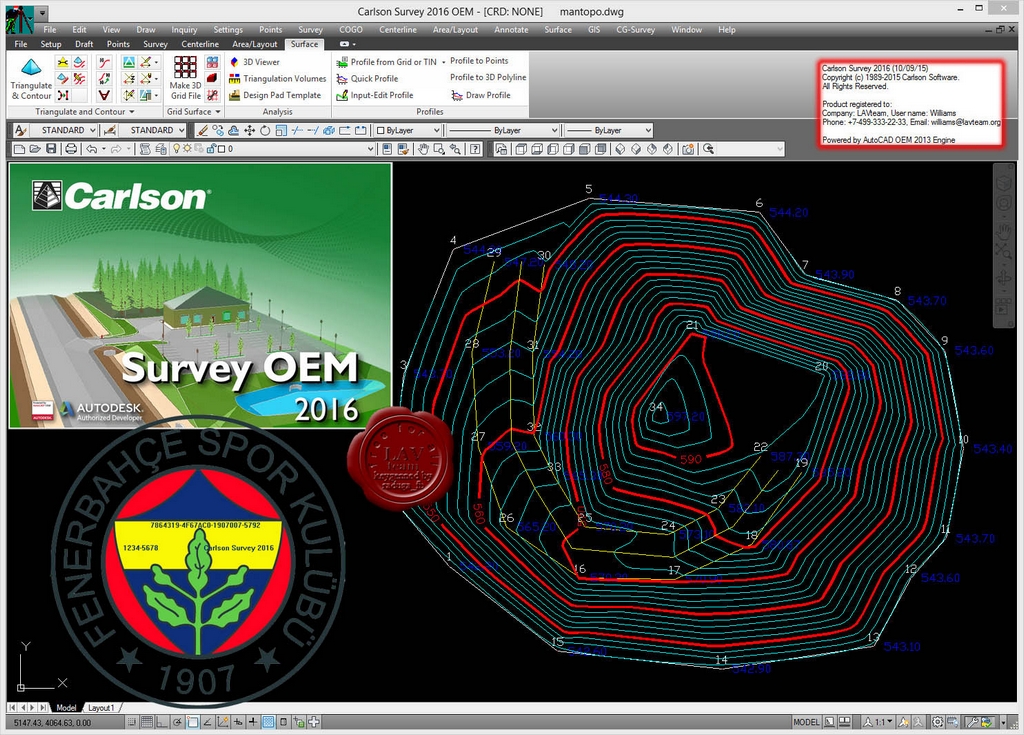 Carlson Survey 2016 OEM - [CRD: NONE] mantopo.dwg
File Edit View Draw Inquiry Settings Points Survey COGO Centerline Area/Layout Annotate Surface GIS CG-Survey Window Help
File Setup Draft Points Survey Centerline Area/Layout Surface
Triangulate & Contour
Make 3D Grid File
3D Viewer
Triangulation Volumes
Design Pad Template
Profile from Grid or TIN
Quick Profile
Input-Edit Profile
Profile to Points
Profile to 3D Polyline
Draw Profile
Triangulate and Contour
Grid Surface
Analysis
Profiles
Carlson Survey 2016 (10/09/15)
Copyright (c) 1989-2015 Carlson Software.
All Rights Reserved.
Product registered to:
Company: LAVteam, User name: Williams
Phone: +7-499-333-22-33, Email: williams@lavteam.org
Powered by AutoCAD OEM 2013 Engine
STANDARD STANDARD ByLayer ByLayer ByLayer
0
Carlson
Survey OEM
2016
AUTODESK.
Authorized Developer
LAV
team
FENERBAHÇE SPOR KULÜBÜ
7864319-4F67AC0-1907007-5792
1234-5678 Carlson Survey 2016
1907
5 544.20
6 544.20
4
29
30
7 543.90
8 543.70
3
28
31
21
20
9 543.60
34 597.20
27
32
590
22
19
10 543.40
33
580
23
560
550
26
25
24
18
11 543.70
1
16
17
12 543.60
15
14 542.90
13 543.10
Y
X
Model Layout1
5147.43, 4064.63, 0.00
MODEL 1:1